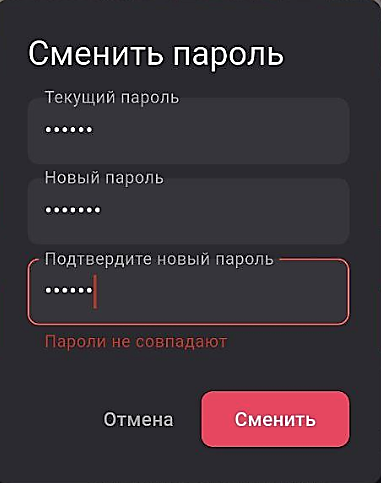 Сменить пароль
Текущий пароль
••••••
Новый пароль
•••••••
Подтвердите новый пароль
••••••
Пароли не совпадают
Отмена
Сменить